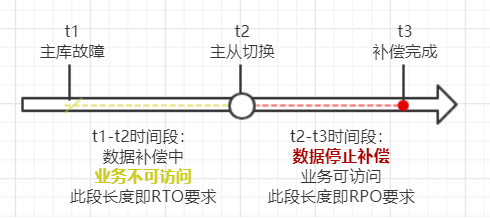 t1
主库故障
t2
主从切换
t3
补偿完成
t1-t2时间段：
数据补偿中
业务不可访问
此段长度即RTO要求
t2-t3时间段：
数据停止补偿
业务可访问
此段长度即RPO要求